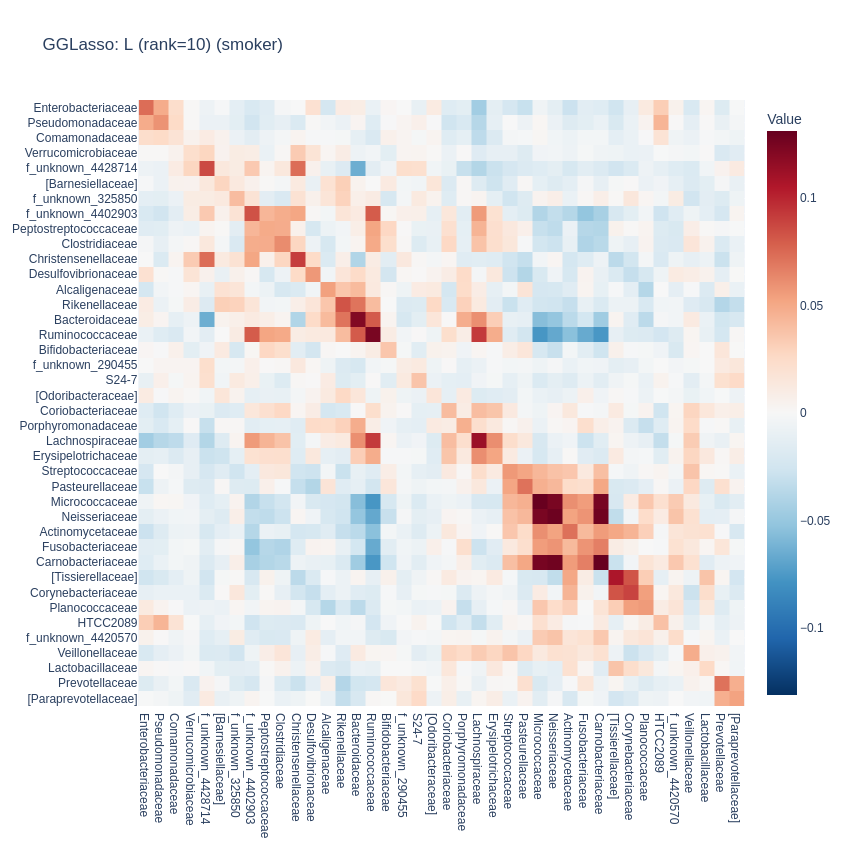 GGLasso: L (rank=10) (smoker)
Enterobacteriaceae
Pseudomonadaceae
Comamonadaceae
Verrucomicrobiaceae
f_unknown_4428714
[Barnesiellaceae]
f_unknown_325850
f_unknown_4402903
Peptostreptococcaceae
Clostridiaceae
Christensenellaceae
Desulfovibrionaceae
Alcaligenaceae
Rikenellaceae
Bacteroidaceae
Ruminococcaceae
Bifidobacteriaceae
f_unknown_290455
S24-7
[Odoribacteraceae]
Coriobacteriaceae
Porphyromonadaceae
Lachnospiraceae
Erysipelotrichaceae
Streptococcaceae
Pasteurellaceae
Micrococcaceae
Neisseriaceae
Actinomycetaceae
Fusobacteriaceae
Carnobacteriaceae
[Tissierellaceae]
Corynebacteriaceae
Planococcaceae
HTCC2089
f_unknown_4420570
Veillonellaceae
Lactobacillaceae
Prevotellaceae
[Paraprevotellaceae]
Enterobacteriaceae
Pseudomonadaceae
Comamonadaceae
Verrucomicrobiaceae
f_unknown_4428714
[Barnesiellaceae]
f_unknown_325850
f_unknown_4402903
Peptostreptococcaceae
Clostridiaceae
Christensenellaceae
Desulfovibrionaceae
Alcaligenaceae
Rikenellaceae
Bacteroidaceae
Ruminococcaceae
Bifidobacteriaceae
f_unknown_290455
S24-7
[Odoribacteraceae]
Coriobacteriaceae
Porphyromonadaceae
Lachnospiraceae
Erysipelotrichaceae
Streptococcaceae
Pasteurellaceae
Micrococcaceae
Neisseriaceae
Actinomycetaceae
Fusobacteriaceae
Carnobacteriaceae
[Tissierellaceae]
Corynebacteriaceae
Planococcaceae
HTCC2089
f_unknown_4420570
Veillonellaceae
Lactobacillaceae
Prevotellaceae
[Paraprevotellaceae]
Value
0.1
0.05
0
−0.05
−0.1